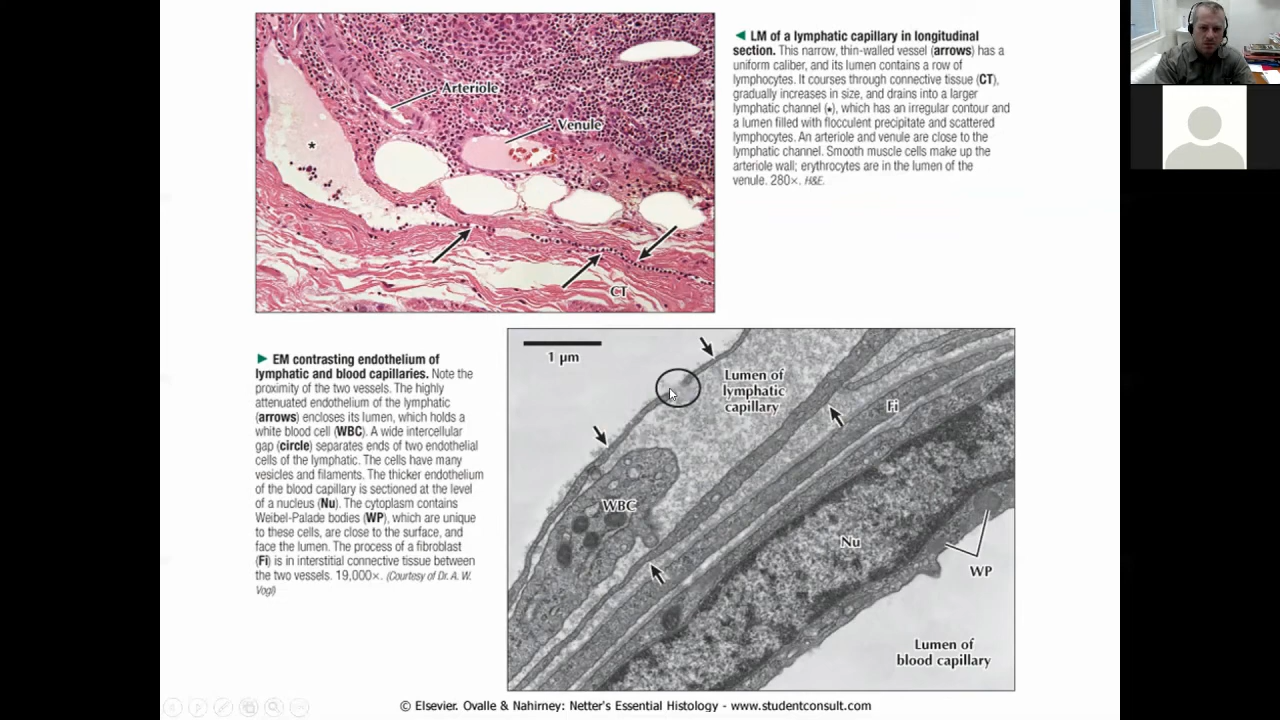 ◄ LM of a lymphatic capillary in longitudinal
section. This narrow, thin-walled vessel (arrows) has a
uniform caliber, and its lumen contains a row of
lymphocytes. It courses through connective tissue (CT),
gradually increases in size, and drains into a larger
lymphatic channel (*), which has an irregular contour and
a lumen filled with flocculent precipitate and scattered
lymphocytes. An arteriole and venule are close to the
lymphatic channel. Smooth muscle cells make up the
arteriole wall; erythrocytes are in the lumen of the
venule. 280×. H&E.
Arteriole
Venule
*
CT
► EM contrasting endothelium of
lymphatic and blood capillaries. Note the
proximity of the two vessels. The highly
attenuated endothelium of the lymphatic
(arrows) encloses its lumen, which holds a
white blood cell (WBC). A wide intercellular
gap (circle) separates ends of two endothelial
cells of the lymphatic. The cells have many
vesicles and filaments. The thicker endothelium
of the blood capillary is sectioned at the level
of a nucleus (Nu). The cytoplasm contains
Weibel-Palade bodies (WP), which are unique
to these cells, are close to the surface, and
face the lumen. The process of a fibroblast
(Fi) is in interstitial connective tissue between
the two vessels. 19,000×. (Courtesy of Dr. A. W.
Vogl)
1 µm
Lumen of
lymphatic
capillary
Fi
WBC
Nu
WP
Lumen of
blood capillary
© Elsevier. Ovalle & Nahirney: Netter's Essential Histology - www.studentconsult.com